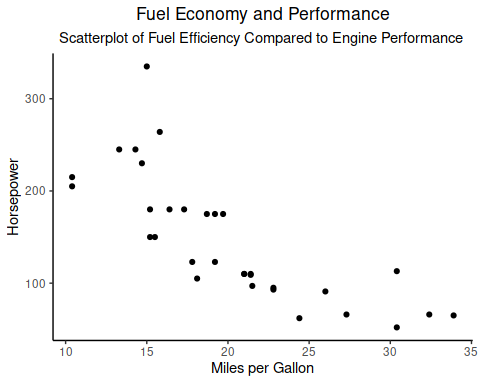 Fuel Economy and Performance
Scatterplot of Fuel Efficiency Compared to Engine Performance
Horsepower
300
200
100
10 15 20 25 30 35
Miles per Gallon